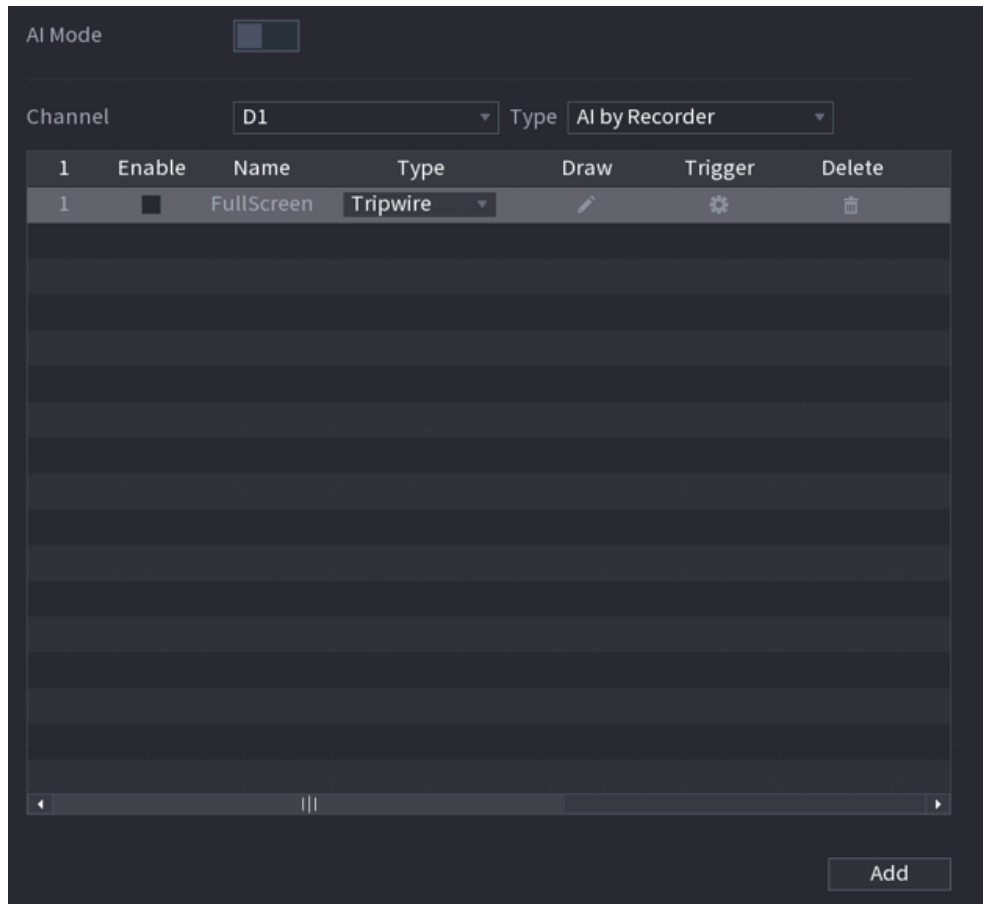 AI Mode
Channel D1 Type AI by Recorder
1 Enable Name Type Draw Trigger Delete
1 FullScreen Tripwire
Add